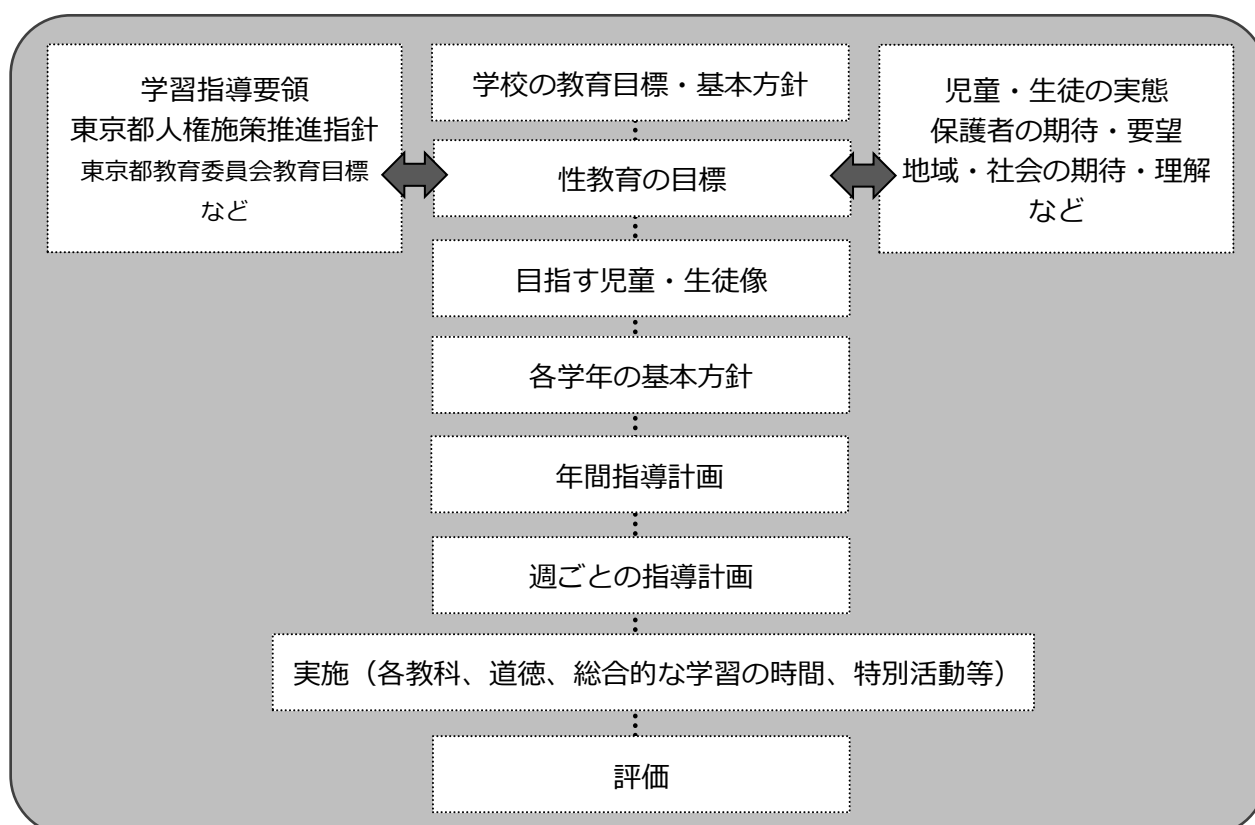 学習指導要領
東京都人権施策推進指針
東京都教育委員会教育目標
など
学校の教育目標・基本方針
児童・生徒の実態
保護者の期待・要望
地域・社会の期待・理解
など
性教育の目標
目指す児童・生徒像
各学年の基本方針
年間指導計画
週ごとの指導計画
実施（各教科、道徳、総合的な学習の時間、特別活動等）
評価